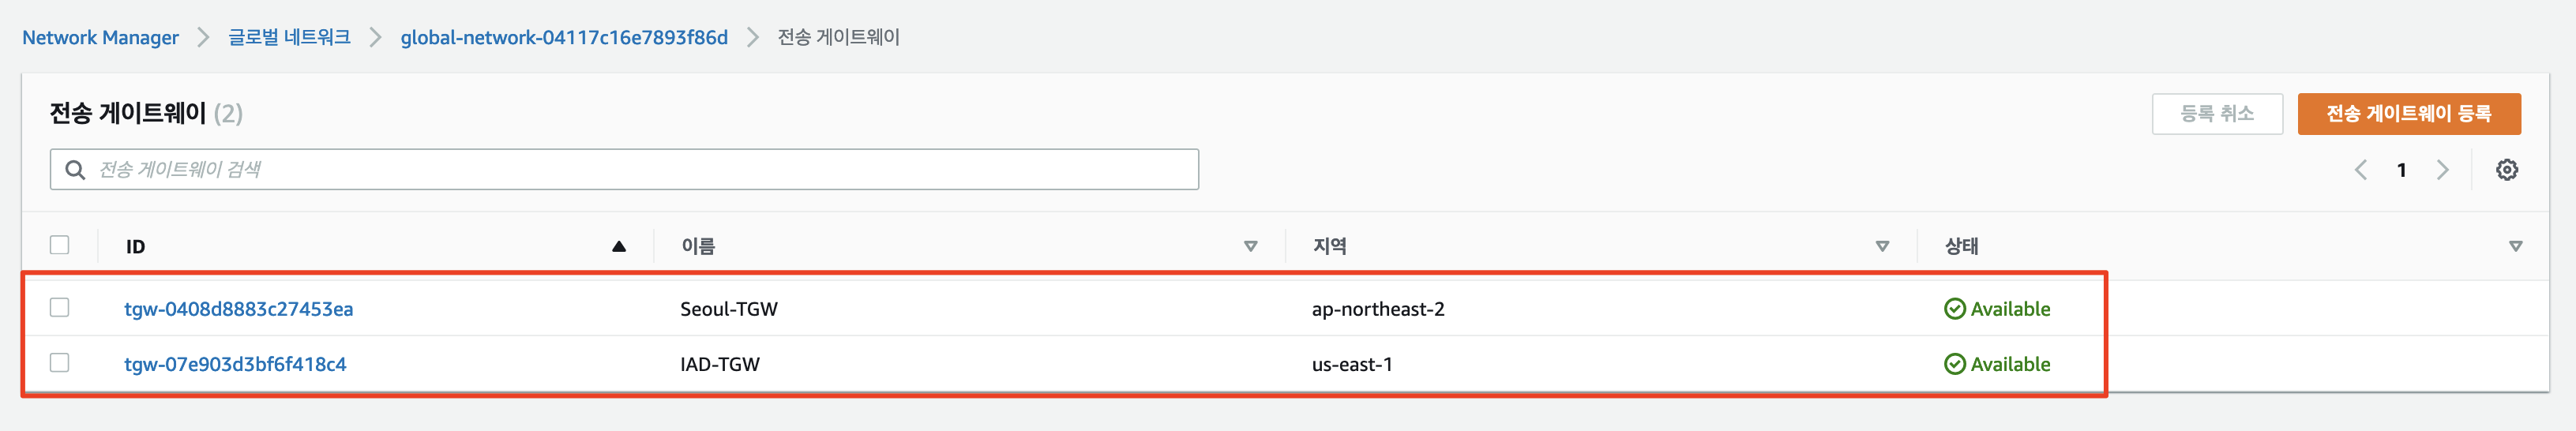 Network Manager > 글로벌 네트워크 > global-network-04117c16e7893f86d > 전송 게이트웨이
전송 게이트웨이 (2)
등록 취소 전송 게이트웨이 등록
전송 게이트웨이 검색
1
ID 이름 지역 상태
tgw-0408d8883c27453ea Seoul-TGW ap-northeast-2 Available
tgw-07e903d3bf6f418c4 IAD-TGW us-east-1 Available